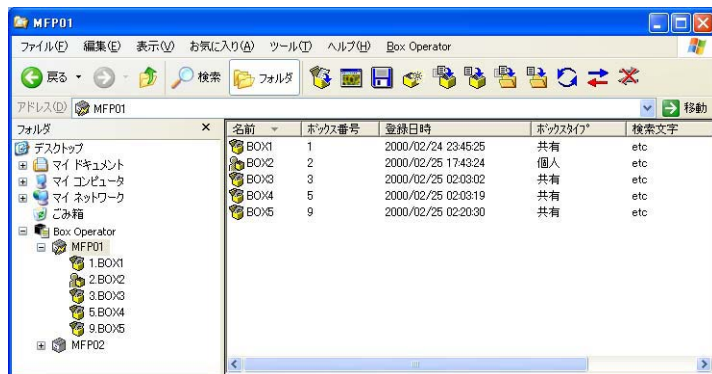 MFP01
ファイル(F) 編集(E) 表示(V) お気に入り(A) ツール(T) ヘルプ(H) Box Operator
戻る 検索 フォルダ
アドレス(D) MFP01 移動
フォルダ × 名前 ボックス番号 登録日時 ボックスタイプ 検索文字
デスクトップ
マイ ドキュメント
マイ コンピュータ
マイ ネットワーク
ごみ箱
Box Operator
MFP01
1.BOX1
2.BOX2
3.BOX3
5.BOX4
9.BOX5
MFP02
BOX1 1 2000/02/24 23:45:25 共有 etc
BOX2 2 2000/02/25 17:43:24 個人 etc
BOX3 3 2000/02/25 02:03:02 共有 etc
BOX4 5 2000/02/25 02:03:19 共有 etc
BOX5 9 2000/02/25 02:20:30 共有 etc